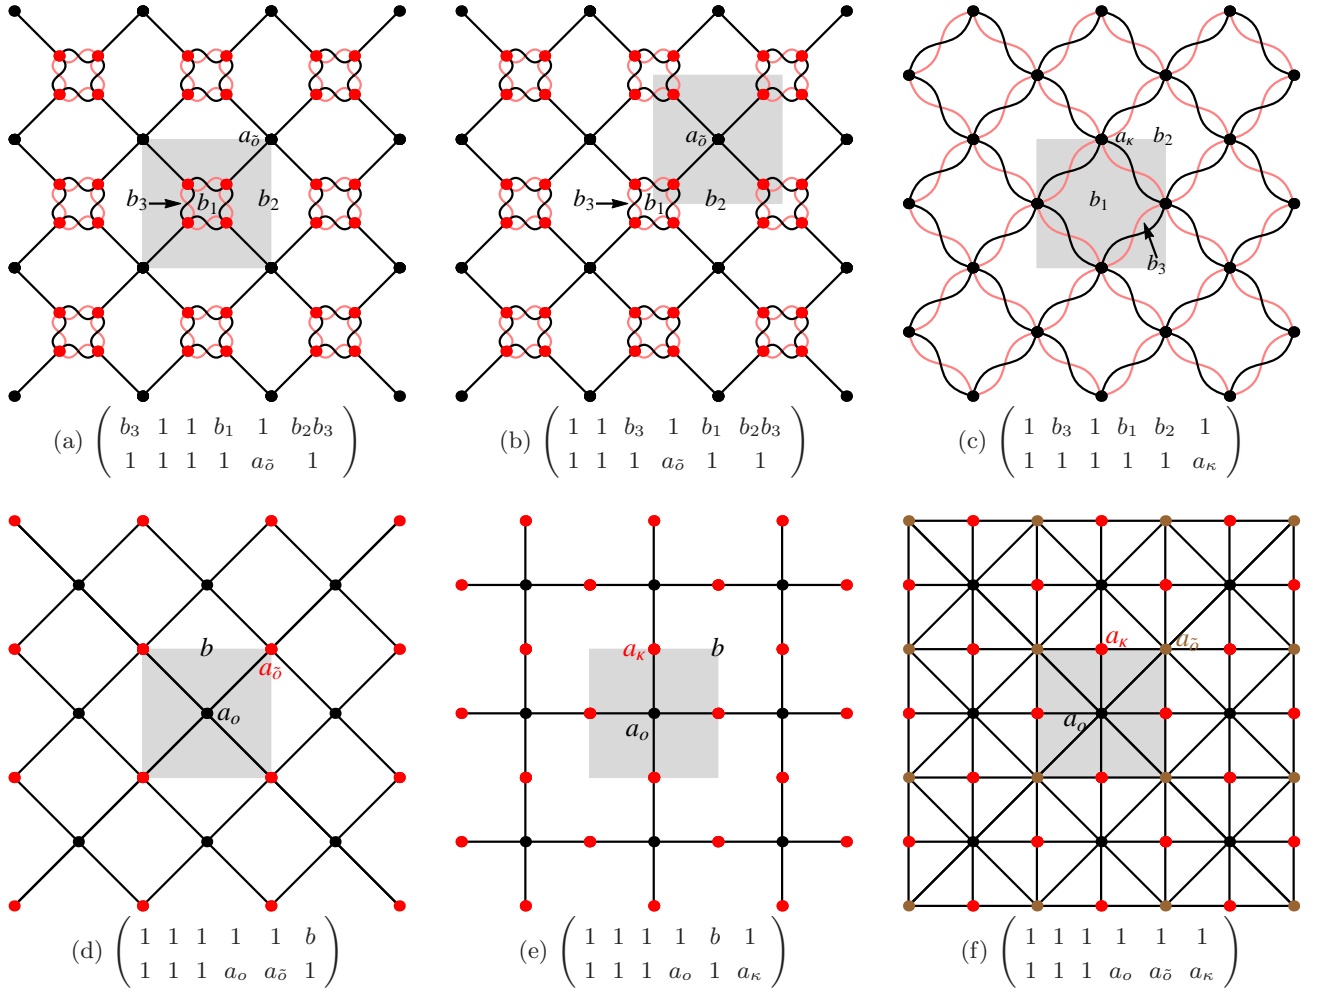 a_õ a_õ a_κ b_2
b_3 b_1 b_2 b_3 b_1 b_2 b_1
b_3
(a) ( b_3 1 1 b_1 1 b_2b_3 ) (b) ( 1 1 b_3 1 b_1 b_2b_3 ) (c) ( 1 b_3 1 b_1 b_2 1 )
1 1 1 1 a_õ 1 1 1 1 a_õ 1 1 1 1 1 1 1 a_κ
b a_κ b a_κ a_õ
a_õ
a_o a_o a_o
(d) ( 1 1 1 1 1 b ) (e) ( 1 1 1 1 b 1 ) (f) ( 1 1 1 1 1 1 )
1 1 1 a_o a_õ 1 1 1 1 a_o 1 a_κ 1 1 1 a_o a_õ a_κ